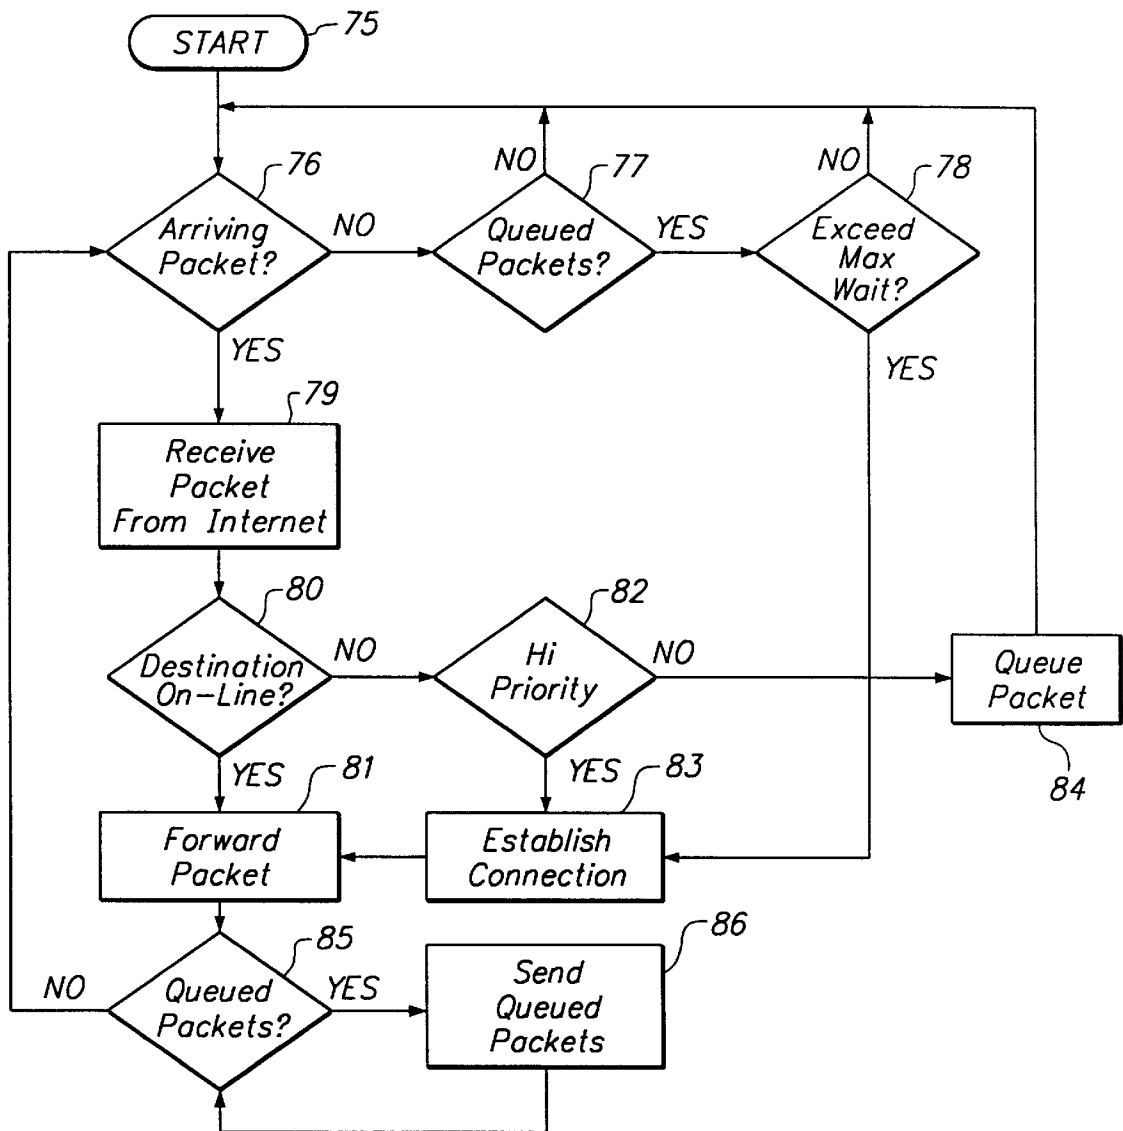 START
75
76
Arriving
Packet?
NO
NO
77
Queued
Packets?
YES
NO
78
Exceed
Max
Wait?
YES
YES
79
Receive
Packet
From Internet
80
Destination
On-Line?
NO
82
Hi
Priority
NO
Queue
Packet
84
YES
81
Forward
Packet
YES
83
Establish
Connection
85
NO
Queued
Packets?
YES
86
Send
Queued
Packets